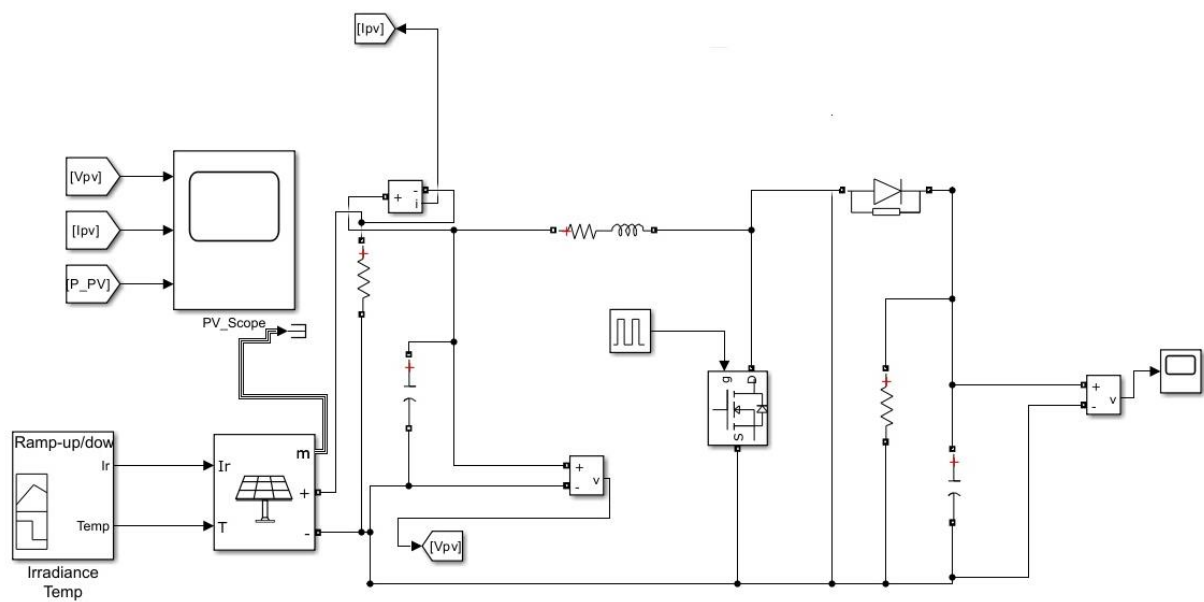 [Ipv]
+
-
i
[Vpv]
[Ipv]
[P_PV]
PV_Scope
+
+
+
g
D
S
+
+
-
v
+
Ramp-up/dow
Ir
Temp
Irradiance
Temp
Ir
T
m
+
-
+
-
v
[Vpv]
+